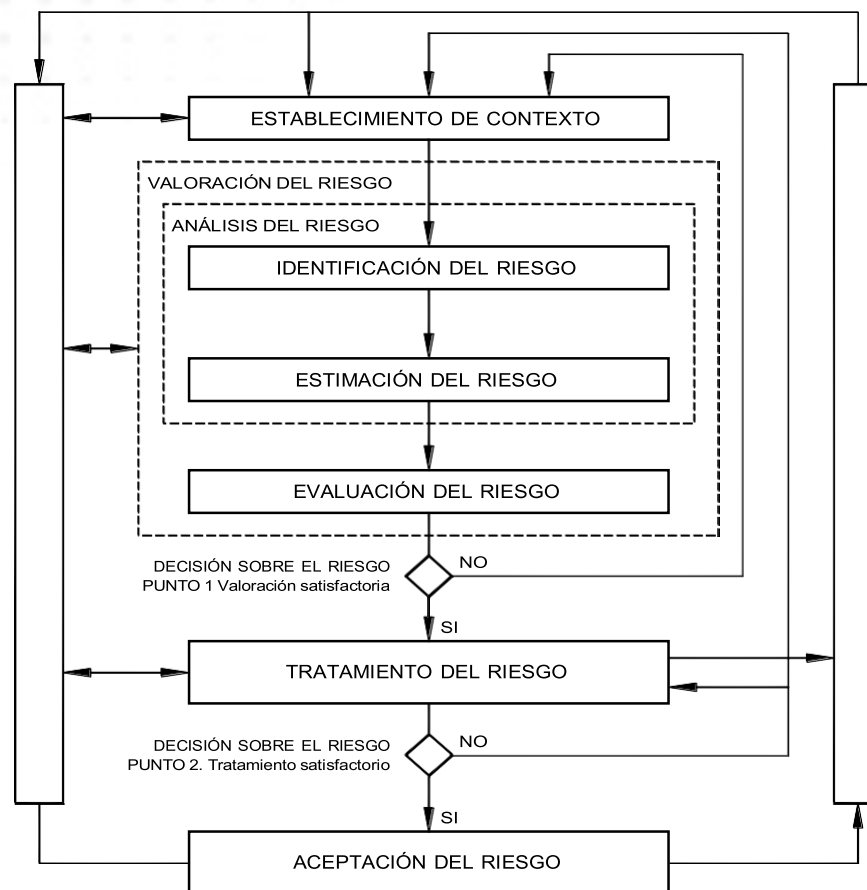 ESTABLECIMIENTO DE CONTEXTO
VALORACIÓN DEL RIESGO
ANÁLISIS DEL RIESGO
IDENTIFICACIÓN DEL RIESGO
ESTIMACIÓN DEL RIESGO
EVALUACIÓN DEL RIESGO
DECISIÓN SOBRE EL RIESGO
PUNTO 1 Valoración satisfactoria
NO
SI
TRATAMIENTO DEL RIESGO
DECISIÓN SOBRE EL RIESGO
PUNTO 2. Tratamiento satisfactorio
NO
SI
ACEPTACIÓN DEL RIESGO